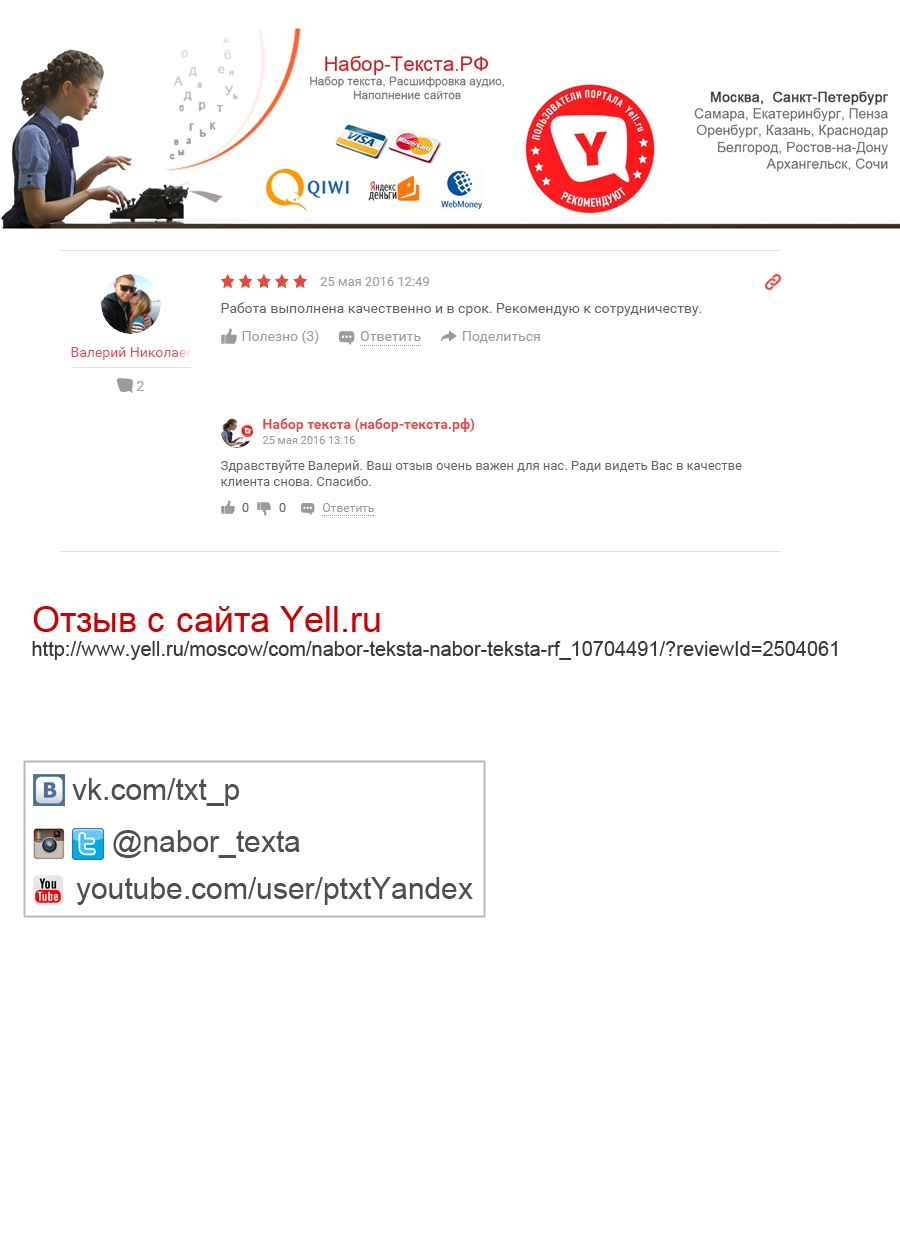 Набор-Текста.РФ
Набор текста, Расшифровка аудио,
Наполнение сайтов
VISA
MasterCard
QIWI
Яндекс
деньги
WebMoney
ПОЛЬЗОВАТЕЛИ ПОРТАЛА Yell.ru
Y
РЕКОМЕНДУЮТ
Москва, Санкт-Петербург
Самара, Екатеринбург, Пенза
Оренбург, Казань, Краснодар
Белгород, Ростов-на-Дону
Архангельск, Сочи
25 мая 2016 12:49
Работа выполнена качественно и в срок. Рекомендую к сотрудничеству.
Полезно (3) Ответить Поделиться
Валерий Николае
2
Набор текста (набор-текста.рф)
25 мая 2016 13:16
Здравствуйте Валерий. Ваш отзыв очень важен для нас. Ради видеть Вас в качестве
клиента снова. Спасибо.
0 0 Ответить
Отзыв с сайта Yell.ru
http://www.yell.ru/moscow/com/nabor-teksta-nabor-teksta-rf_10704491/?reviewId=2504061
B vk.com/txt_p
@nabor_texta
You Tube youtube.com/user/ptxtYandex